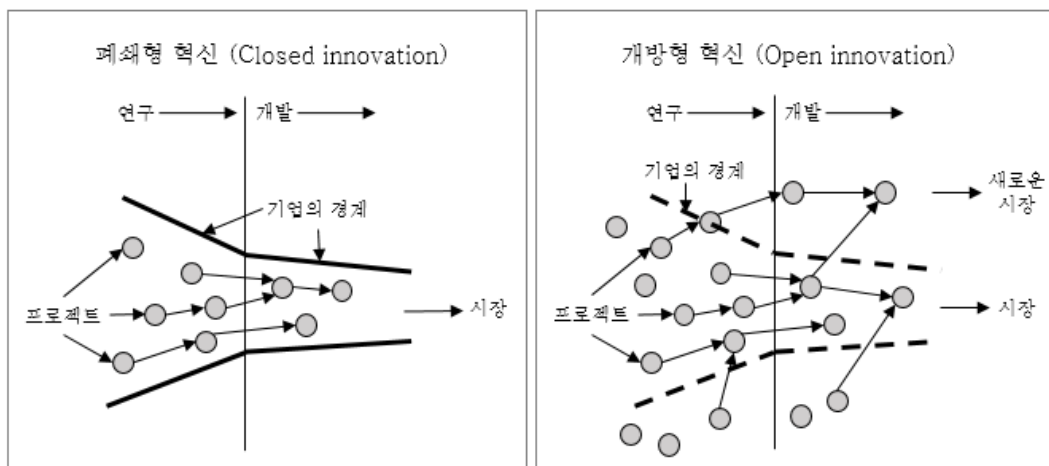 폐쇄형 혁신 (Closed innovation)
연구
개발
기업의 경계
프로젝트
시장
개방형 혁신 (Open innovation)
연구
개발
기업의 경계
새로운
시장
프로젝트
시장